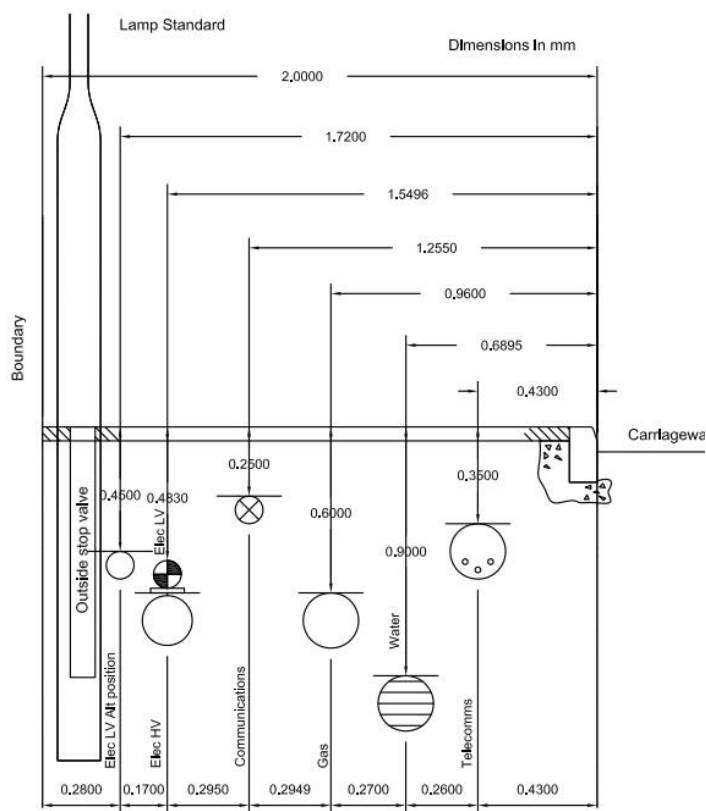 Lamp Standard
Dimensions in mm
2.0000
1.7200
1.5496
1.2550
0.9600
0.6895
0.4300
Boundary
Carriagewa
0.2500
0.3500
0.4500
0.4830
Elec LV
0.6000
0.9000
Outside stop valve
Water
Elec LV Alt position
Elec HV
Communications
Gas
Telecomms
0.2800
0.1700
0.2950
0.2949
0.2700
0.2600
0.4300